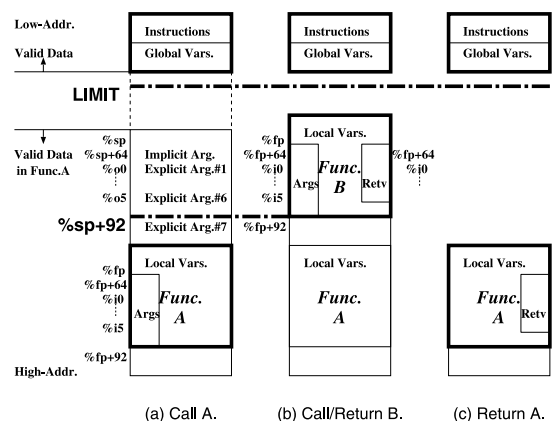 Low-Addr.
Instructions
Instructions
Instructions
Valid Data
Global Vars.
Global Vars.
Global Vars.
LIMIT
Valid Data
in Func.A
%sp
%sp+64
%o0
%o5
Implicit Arg.
Explicit Arg.#1
Explicit Arg.#6
%sp+92
Explicit Arg.#7
%fp
%fp+64
%i0
%i5
%fp+92
Local Vars.
Args
Func.
B
Retv
%fp+64
%i0
%fp
%fp+64
%i0
%i5
%fp+92
Local Vars.
Args
Func.
A
Local Vars.
Func.
A
Local Vars.
Func.
A
Retv
High-Addr.
(a) Call A.
(b) Call/Return B.
(c) Return A.